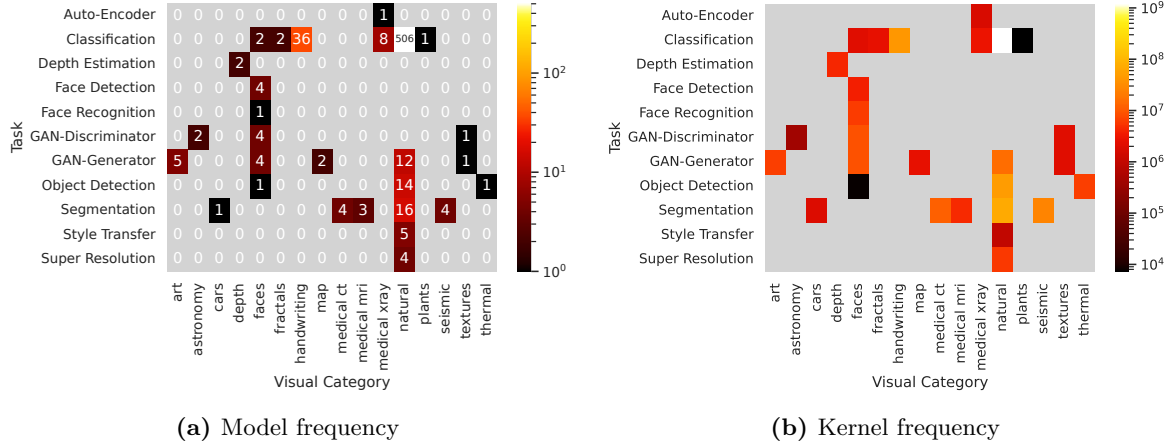 Task
Auto-Encoder 0 0 0 0 0 0 0 0 0 0 1 0 0 0 0 0
Classification 0 0 0 0 2 2 36 0 0 0 8 506 1 0 0 0
Depth Estimation 0 0 0 2 0 0 0 0 0 0 0 0 0 0 0 0
Face Detection 0 0 0 0 4 0 0 0 0 0 0 0 0 0 0 0
Face Recognition 0 0 0 0 1 0 0 0 0 0 0 0 0 0 0 0
GAN-Discriminator 0 2 0 0 4 0 0 0 0 0 0 0 0 0 1 0
GAN-Generator 5 0 0 0 4 0 0 2 0 0 0 12 0 0 1 0
Object Detection 0 0 0 0 1 0 0 0 0 0 0 14 0 0 0 1
Segmentation 0 0 1 0 0 0 0 0 4 3 0 16 0 4 0 0
Style Transfer 0 0 0 0 0 0 0 0 0 0 0 5 0 0 0 0
Super Resolution 0 0 0 0 0 0 0 0 0 0 0 4 0 0 0 0
art astronomy cars depth faces fractals handwriting map medical ct medical mri medical xray natural plants seismic textures thermal
Visual Category
10²
10¹
10⁰
(a) Model frequency
Task
Auto-Encoder
Classification
Depth Estimation
Face Detection
Face Recognition
GAN-Discriminator
GAN-Generator
Object Detection
Segmentation
Style Transfer
Super Resolution
art astronomy cars depth faces fractals handwriting map medical ct medical mri medical xray natural plants seismic textures thermal
Visual Category
10⁹
10⁸
10⁷
10⁶
10⁵
10⁴
(b) Kernel frequency